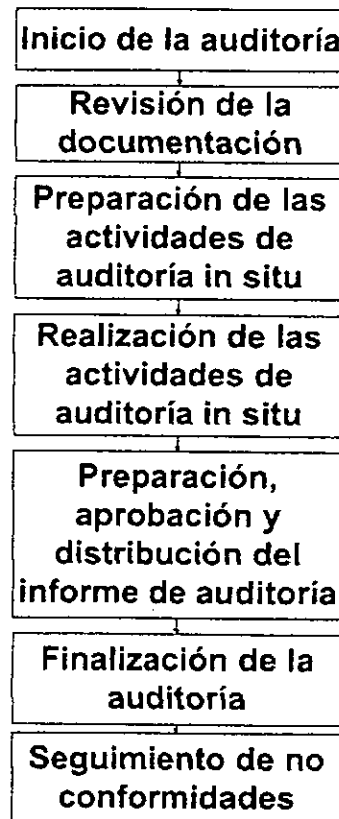 Inicio de la auditoría
Revisión de la
documentación
Preparación de las
actividades de
auditoría in situ
Realización de las
actividades de
auditoría in situ
Preparación,
aprobación y
distribución del
informe de auditoría
Finalización de la
auditoría
Seguimiento de no
conformidades